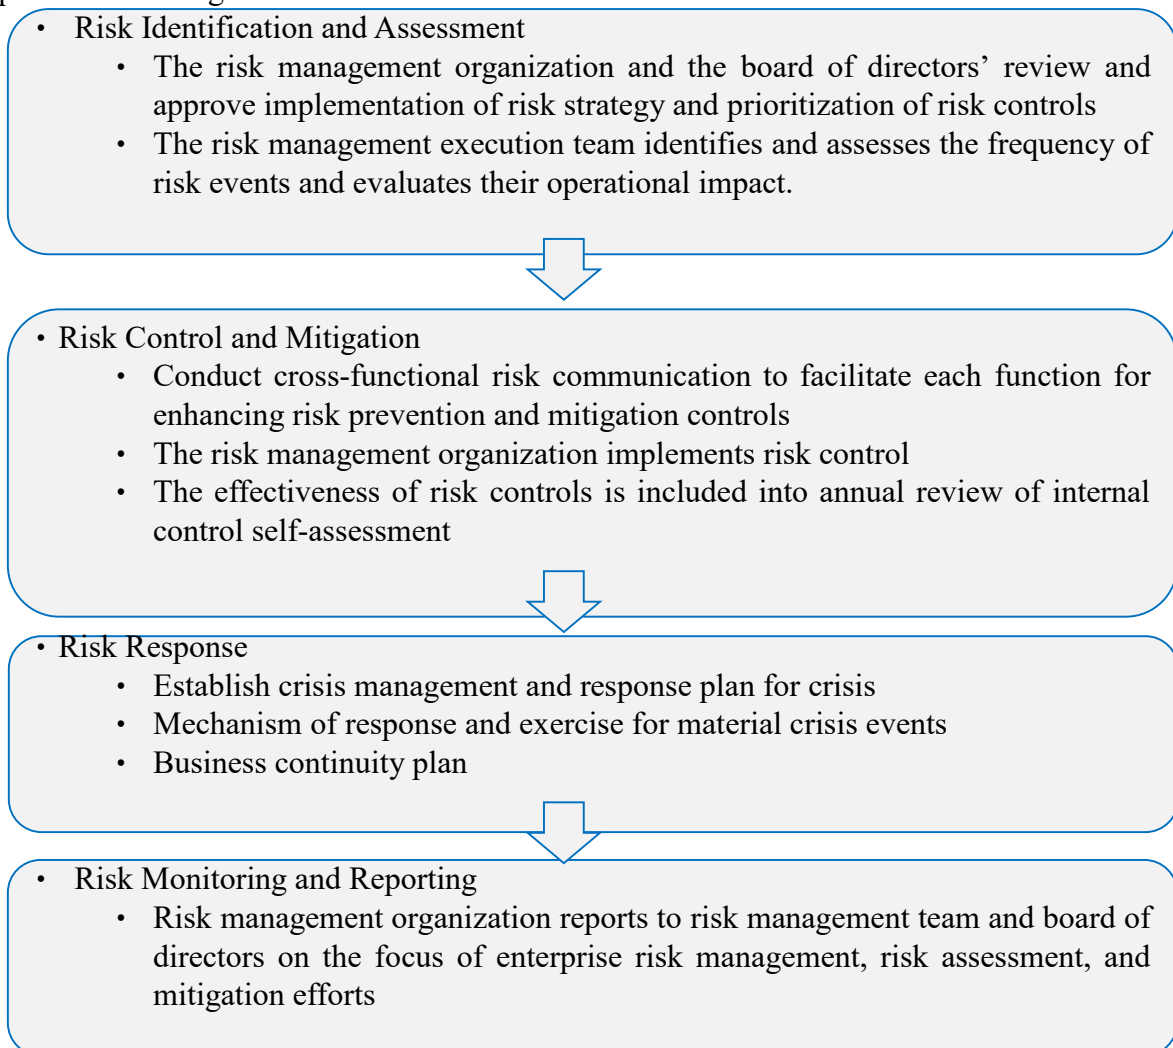 • Risk Identification and Assessment
• The risk management organization and the board of directors’ review and
approve implementation of risk strategy and prioritization of risk controls
• The risk management execution team identifies and assesses the frequency of
risk events and evaluates their operational impact.
• Risk Control and Mitigation
• Conduct cross-functional risk communication to facilitate each function for
enhancing risk prevention and mitigation controls
• The risk management organization implements risk control
• The effectiveness of risk controls is included into annual review of internal
control self-assessment
• Risk Response
• Establish crisis management and response plan for crisis
• Mechanism of response and exercise for material crisis events
• Business continuity plan
• Risk Monitoring and Reporting
• Risk management organization reports to risk management team and board of
directors on the focus of enterprise risk management, risk assessment, and
mitigation efforts